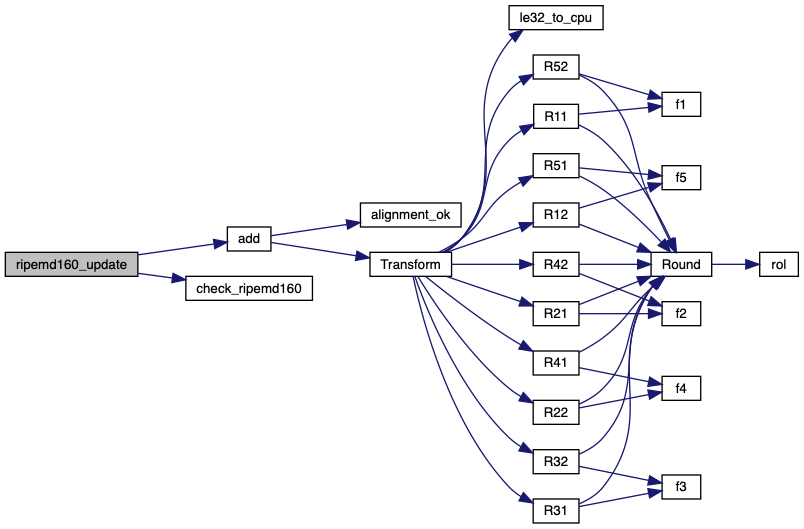 le32_to_cpu
R52
f1
R11
R51
f5
alignment_ok
R12
add
ripemd160_update
Transform
R42
Round
rol
check_ripemd160
R21
f2
R41
f4
R22
R32
f3
R31